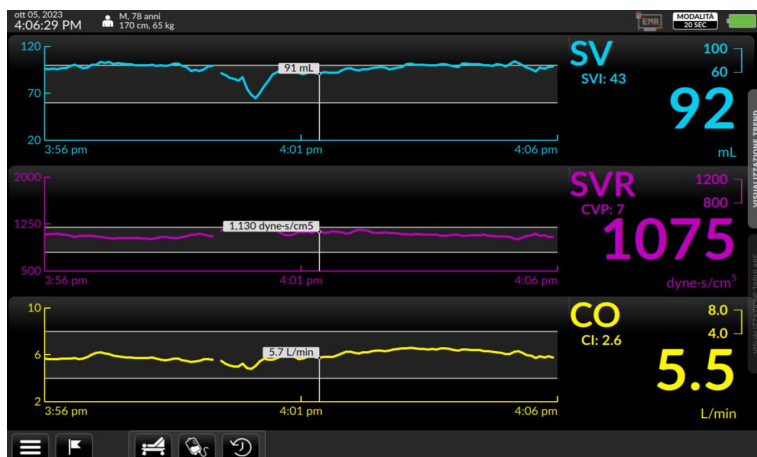 ott 05, 2023
4:06:29 PM
M, 78 anni
170 cm, 65 kg
EMR
MODALITÀ
20 SEC
120
70
20
91 mL
3:56 pm
4:01 pm
4:06 pm
SV
SVI: 43
100
60
92
mL
2000
1250
500
1,130 dyne·s/cm5
3:56 pm
4:01 pm
4:06 pm
SVR
CVP: 7
1200
800
1075
dyne·s/cm⁵
10
6
2
5.7 L/min
3:56 pm
4:01 pm
4:06 pm
CO
CI: 2.6
8.0
4.0
5.5
L/min
VISUALIZZAZIONE TREND
VISUALIZZAZIONE TABULARE